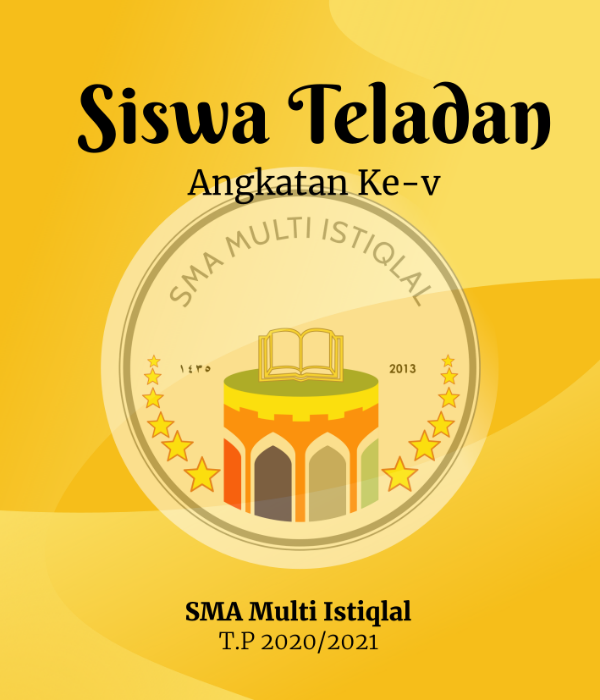 Siswa Teladan
Angkatan Ke-v
SMA MULTI ISTIQLAL
١٤٣٥
2013
SMA Multi Istiqlal
T.P 2020/2021